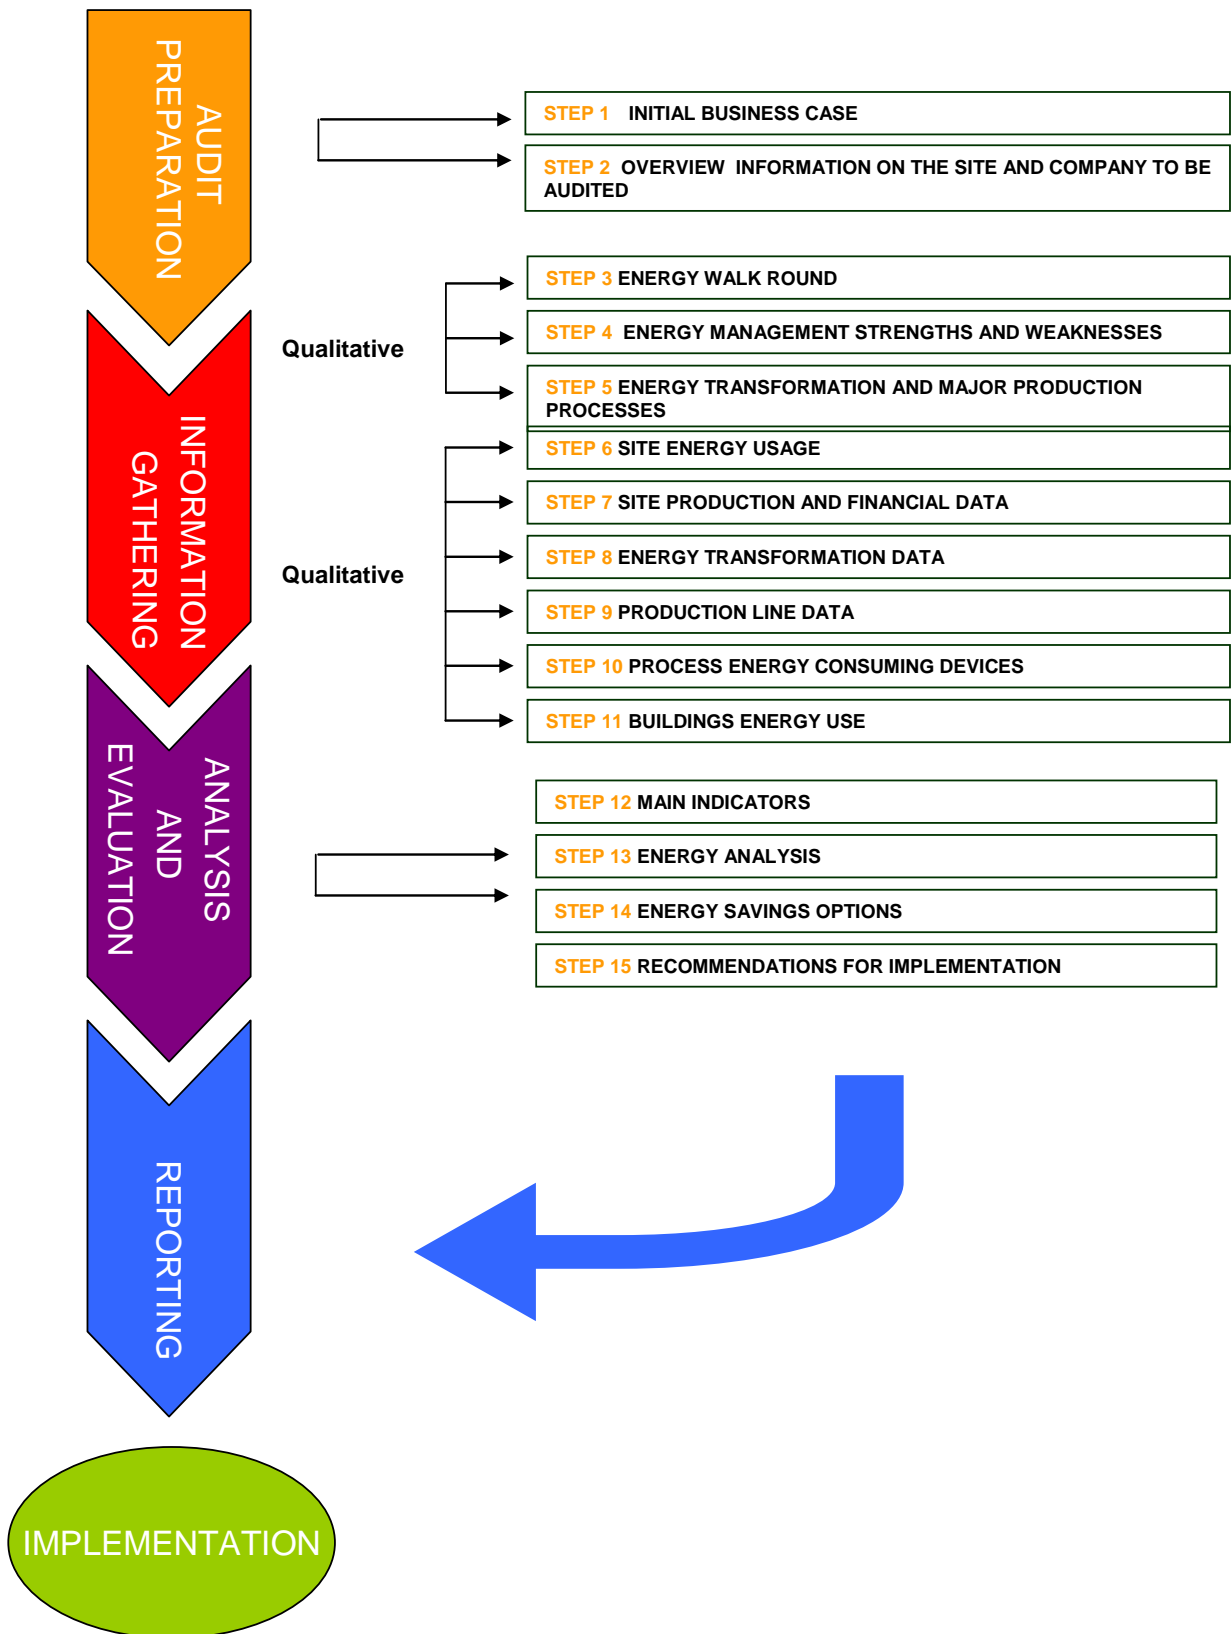 AUDIT
PREPARATION
STEP 1 INITIAL BUSINESS CASE
STEP 2 OVERVIEW INFORMATION ON THE SITE AND COMPANY TO BE
AUDITED
INFORMATION
GATHERING
Qualitative
STEP 3 ENERGY WALK ROUND
STEP 4 ENERGY MANAGEMENT STRENGTHS AND WEAKNESSES
STEP 5 ENERGY TRANSFORMATION AND MAJOR PRODUCTION
PROCESSES
Qualitative
STEP 6 SITE ENERGY USAGE
STEP 7 SITE PRODUCTION AND FINANCIAL DATA
STEP 8 ENERGY TRANSFORMATION DATA
STEP 9 PRODUCTION LINE DATA
STEP 10 PROCESS ENERGY CONSUMING DEVICES
STEP 11 BUILDINGS ENERGY USE
ANALYSIS
AND
EVALUATION
STEP 12 MAIN INDICATORS
STEP 13 ENERGY ANALYSIS
STEP 14 ENERGY SAVINGS OPTIONS
STEP 15 RECOMMENDATIONS FOR IMPLEMENTATION
REPORTING
IMPLEMENTATION